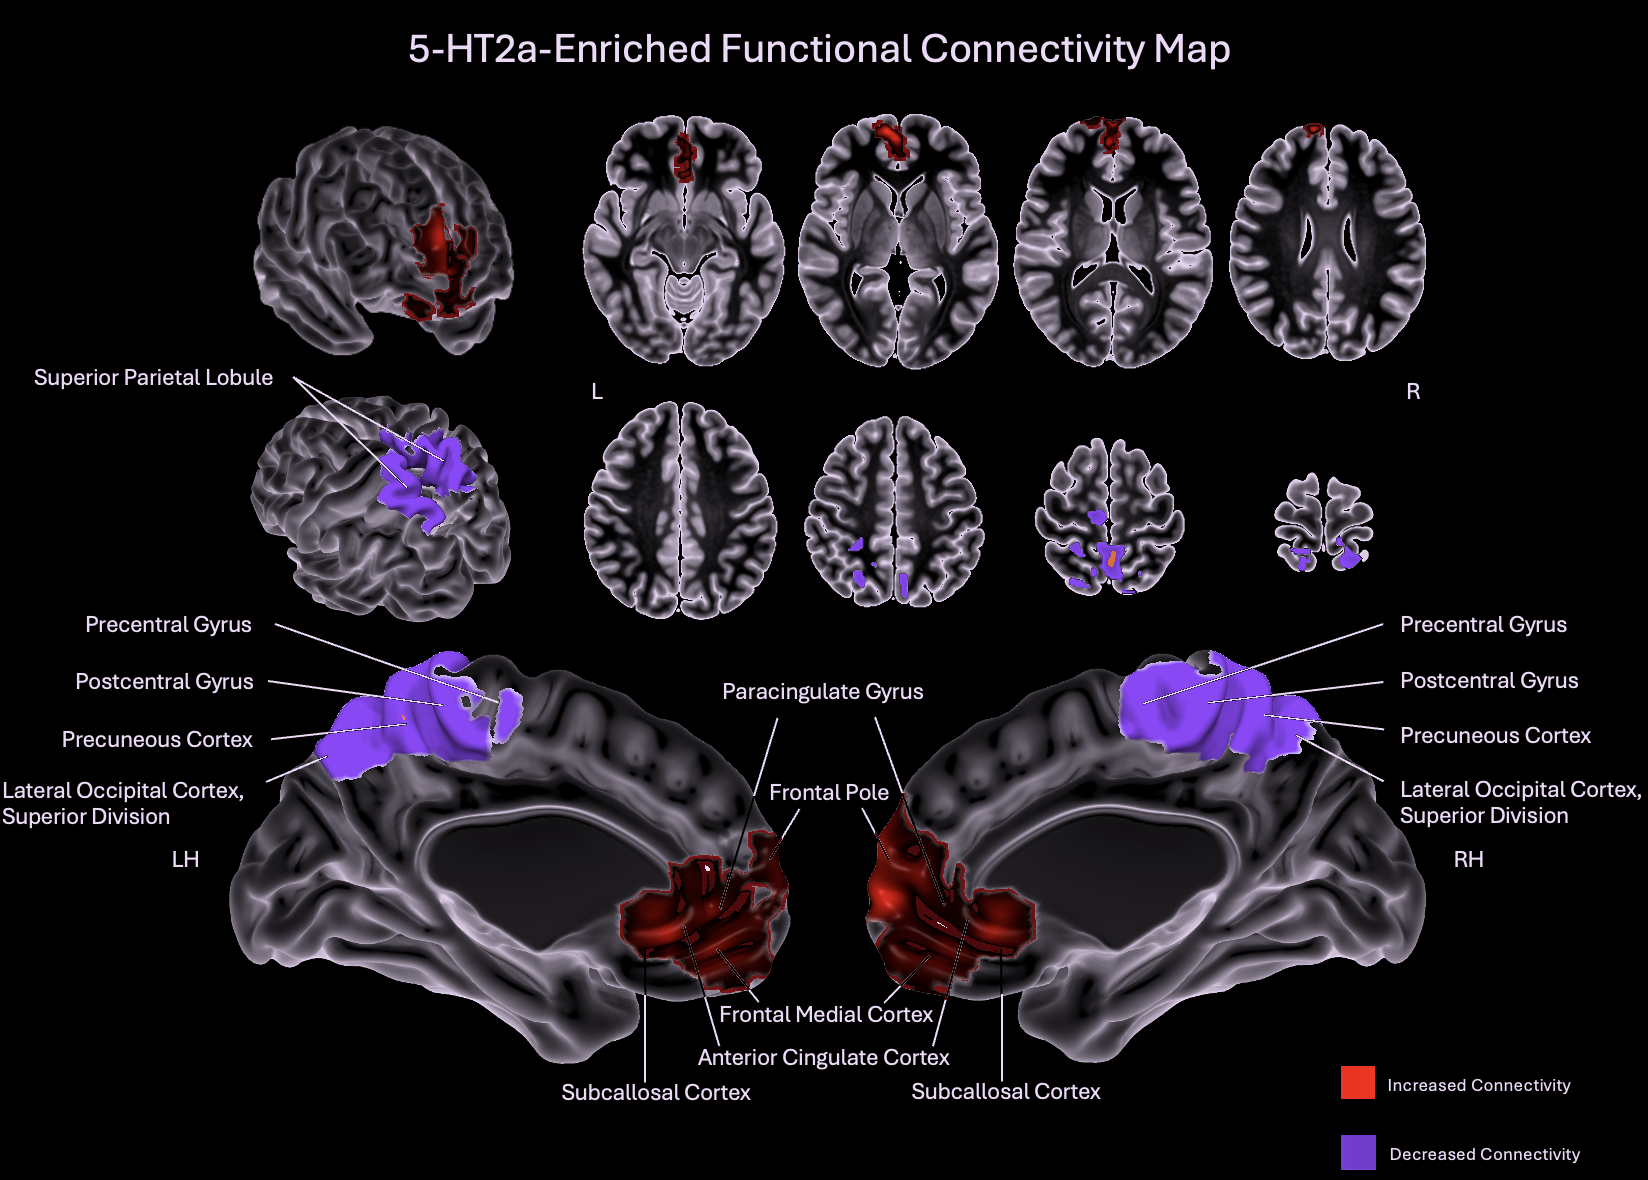 5-HT2a-Enriched Functional Connectivity Map
L
R
Superior Parietal Lobule
Precentral Gyrus
Postcentral Gyrus
Precuneous Cortex
Lateral Occipital Cortex,
Superior Division
LH
Paracingulate Gyrus
Frontal Pole
Frontal Medial Cortex
Anterior Cingulate Cortex
Subcallosal Cortex
Subcallosal Cortex
Precentral Gyrus
Postcentral Gyrus
Precuneous Cortex
Lateral Occipital Cortex,
Superior Division
RH
Increased Connectivity
Decreased Connectivity